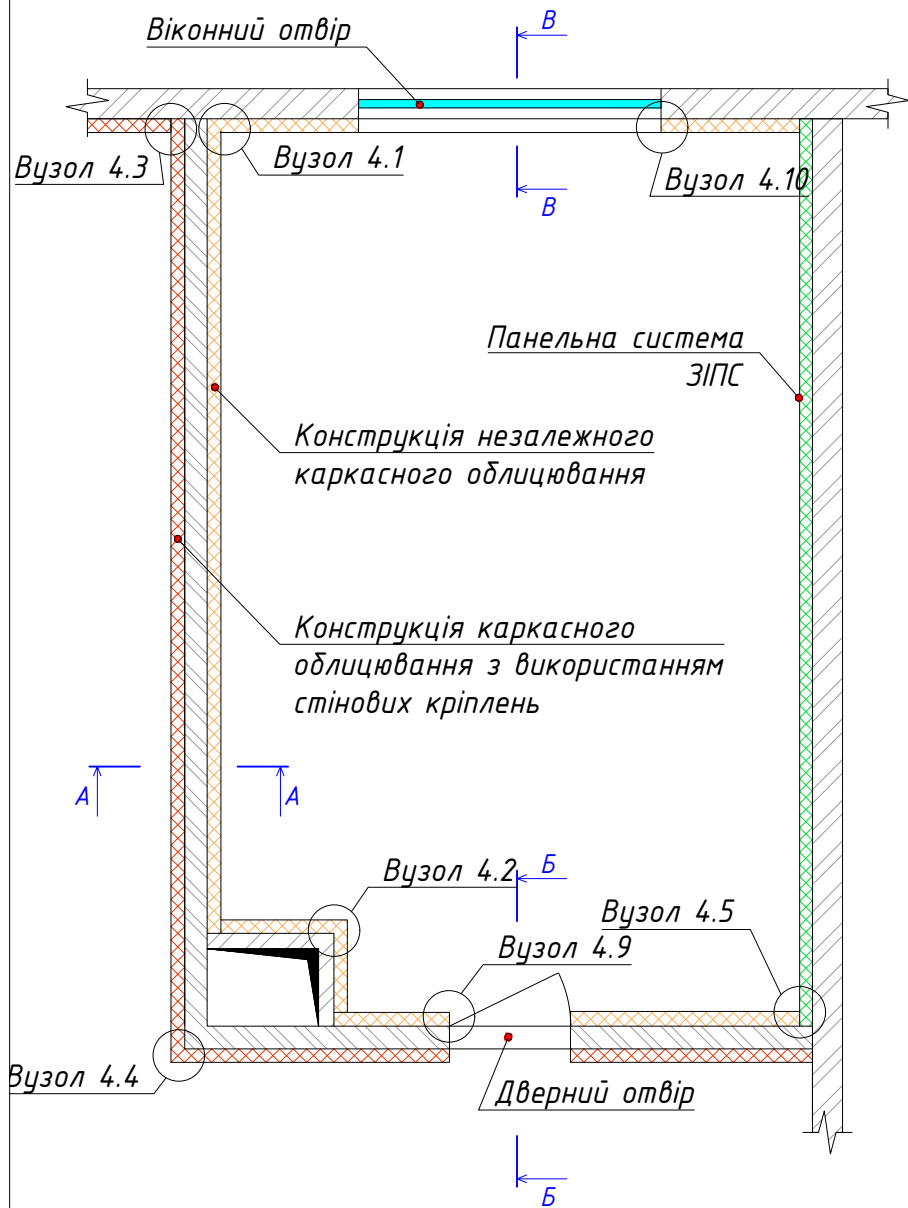 В
Віконний отвір
Вузол 4.3
Вузол 4.1
Вузол 4.10
В
Панельна система
ЗІПС
Конструкція незалежного
каркасного облицювання
Конструкція каркасного
облицювання з використанням
стінових кріплень
А
А
Б
Вузол 4.2
Вузол 4.5
Вузол 4.9
Вузол 4.4
Дверний отвір
Б